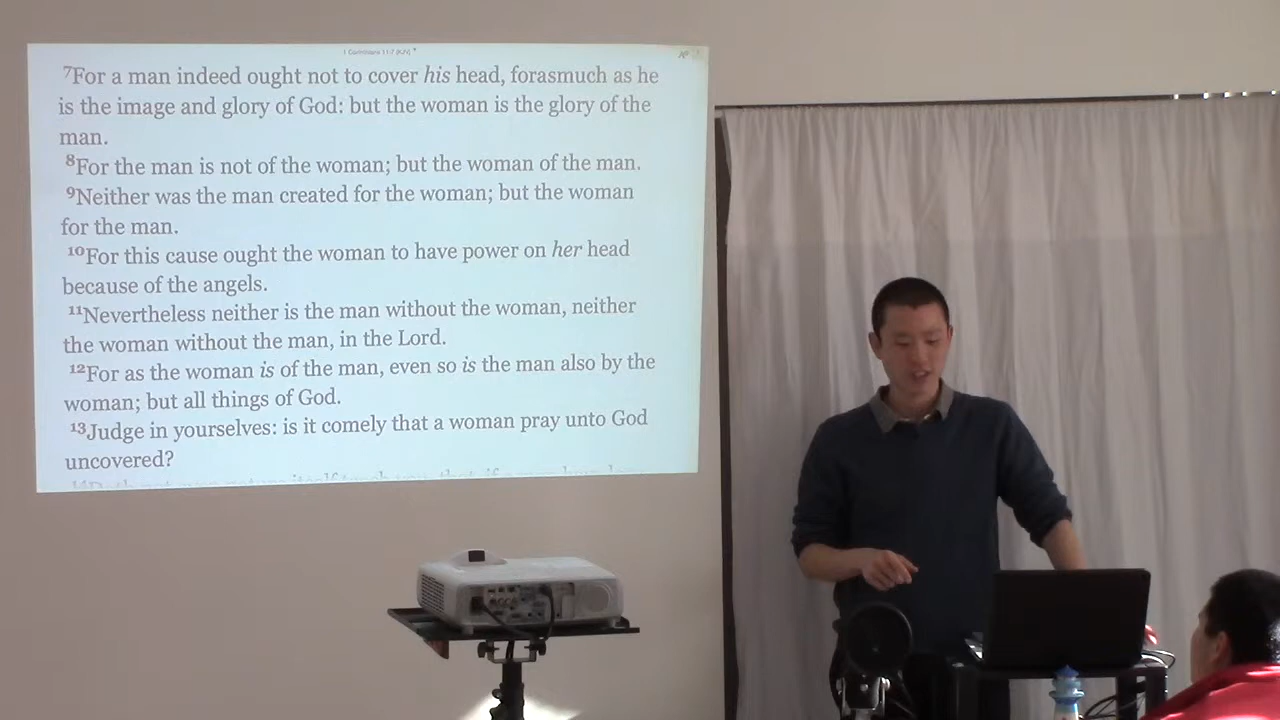 1 Corinthians 11:7 (KJV)
⁷For a man indeed ought not to cover his head, forasmuch as he
is the image and glory of God: but the woman is the glory of the
man.
⁸For the man is not of the woman; but the woman of the man.
⁹Neither was the man created for the woman; but the woman
for the man.
¹⁰For this cause ought the woman to have power on her head
because of the angels.
¹¹Nevertheless neither is the man without the woman, neither
the woman without the man, in the Lord.
¹²For as the woman is of the man, even so is the man also by the
woman; but all things of God.
¹³Judge in yourselves: is it comely that a woman pray unto God
uncovered?